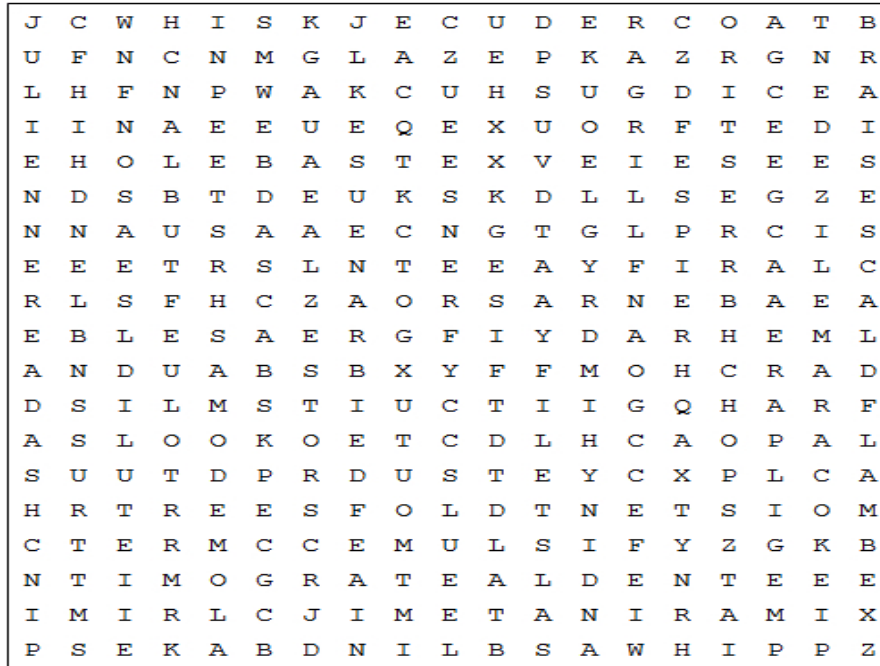 J C W H I S K J E C U D E R C O A T B
U F N C N M G L A Z E P K A Z R G N R
L H F N P W A K C U H S U G D I C E A
I I N A E E U E Q E X U O R F T E D I
E H O L E B A S T E X V E I E S E E S
N D S B T D E U K S K D L L S E G Z E
N N A U S A A E C N G T G L P R C I S
E E E T R S L N T E E A Y F I R A L C
R L S F H C Z A O R S A R N E B A E A
E B L E S A E R G F I Y D A R H E M L
A N D U A B S B X Y F F M O H C R A D
D S I L M S T I U C T I I G Q H A R F
A S L O O K O E T C D L H C A O P A L
S U U T D P R D U S T E Y C X P L C A
H R T R E E S F O L D T N E T S I O M
C T E R M C C E M U L S I F Y Z G K B
N T I M O G R A T E A L D E N T E E E
I M I R L C J I M E T A N I R A M I X
P S E K A B D N I L B S A W H I P P Z